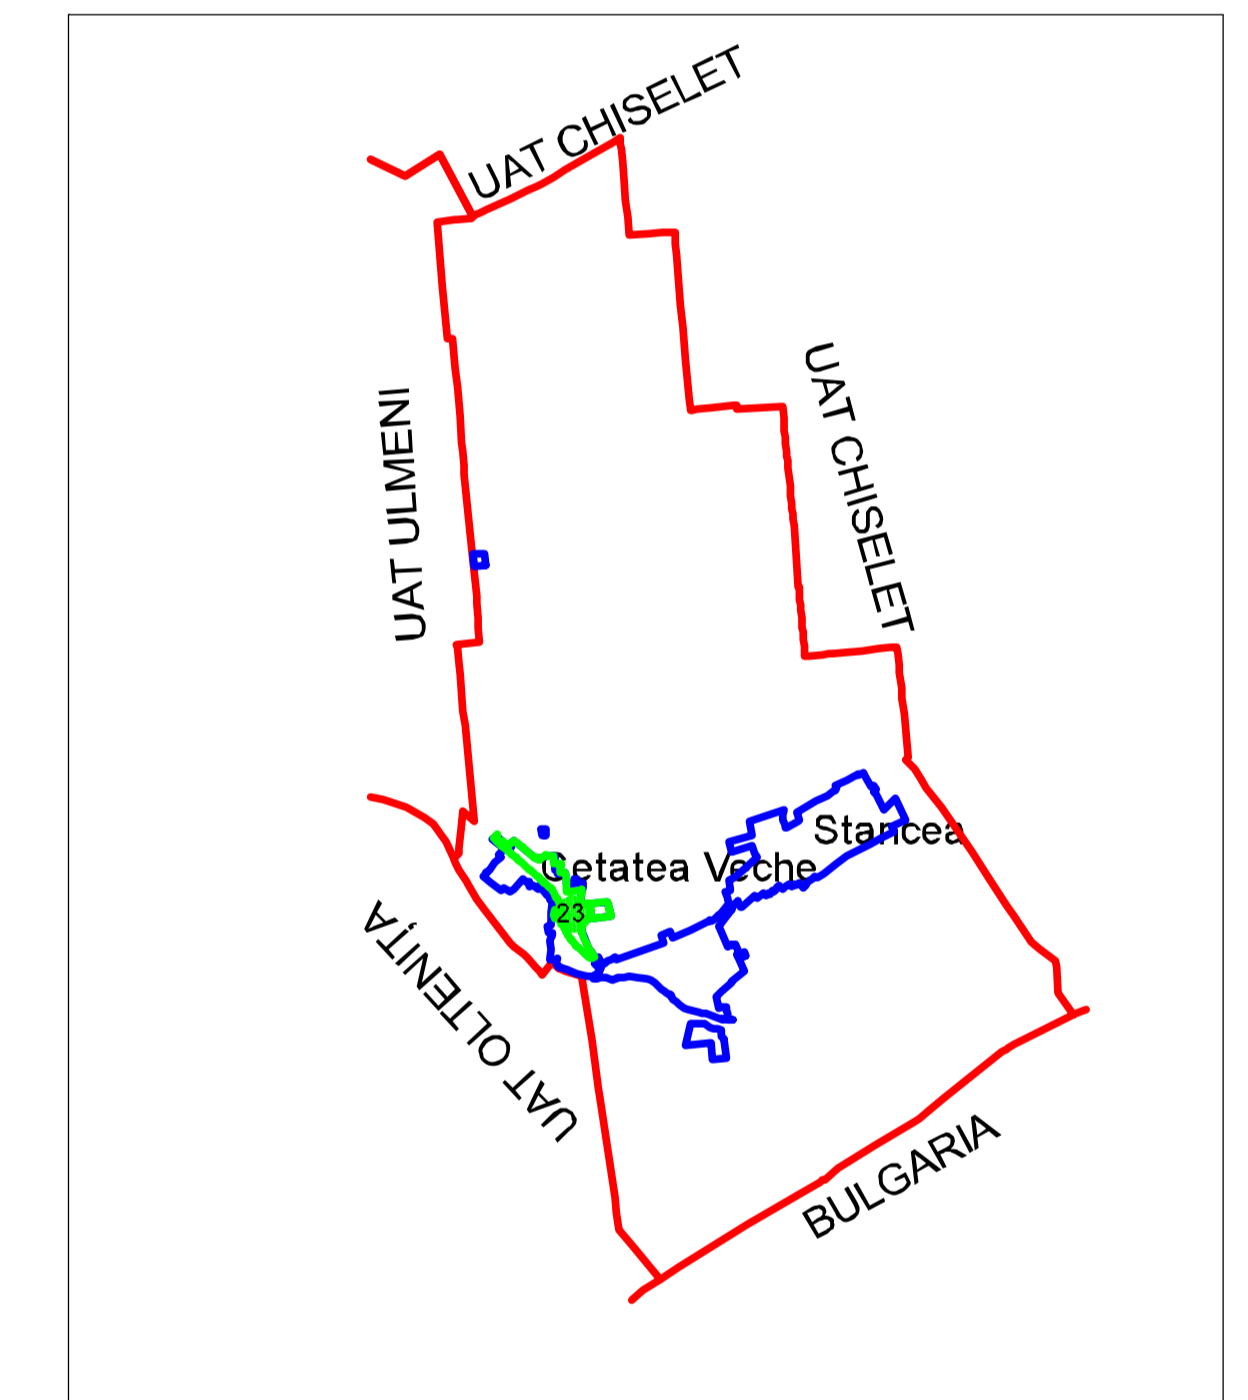 UAT CHISELET
UAT CHISELET
UAT ULMENI
Stancea
Cetatea Veche
23
UAT OLTENIȚA
BULGARIA